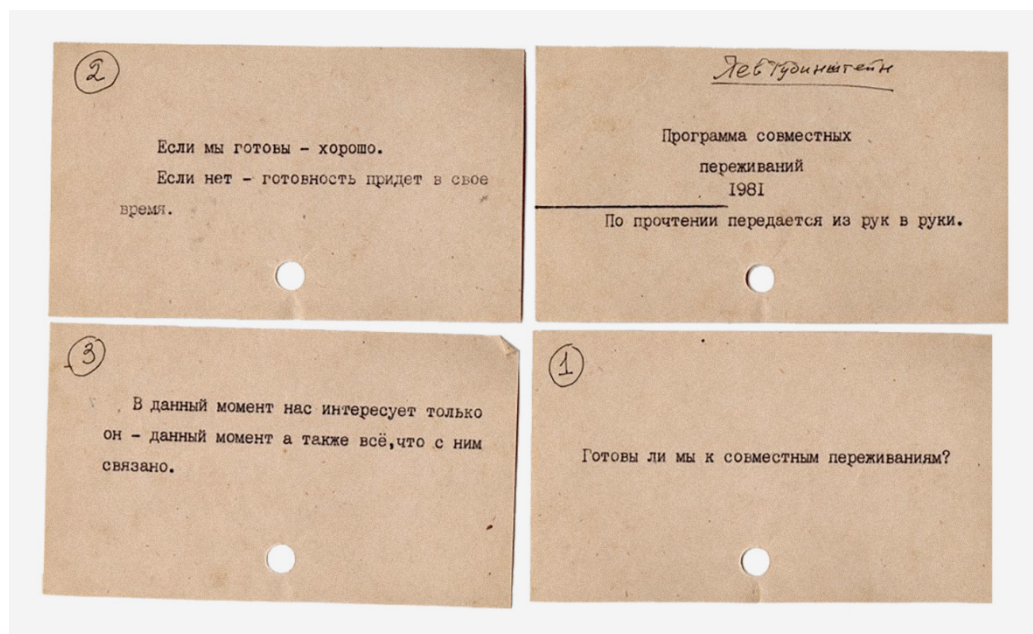 2
Если мы готовы - хорошо.
Если нет - готовность придет в свое
время.
Лев Рубинштейн
Программа совместных
переживаний
1981
По прочтении передается из рук в руки.
3
В данный момент нас интересует только
он - данный момент а также всё,что с ним
связано.
1
Готовы ли мы к совместным переживаниям?